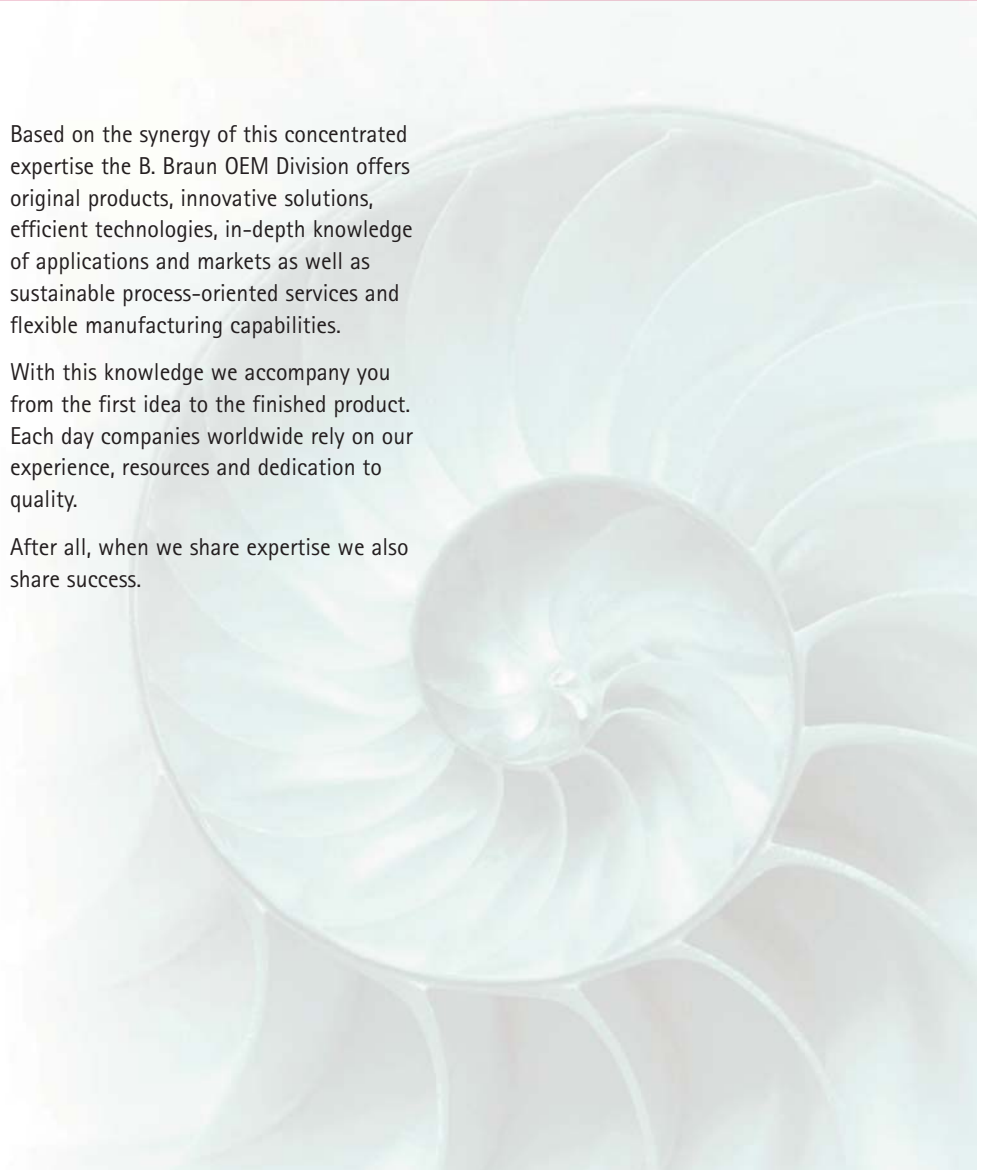 Based on the synergy of this concentrated
expertise the B. Braun OEM Division offers
original products, innovative solutions,
efficient technologies, in-depth knowledge
of applications and markets as well as
sustainable process-oriented services and
flexible manufacturing capabilities.
With this knowledge we accompany you
from the first idea to the finished product.
Each day companies worldwide rely on our
experience, resources and dedication to
quality.
After all, when we share expertise we also
share success.